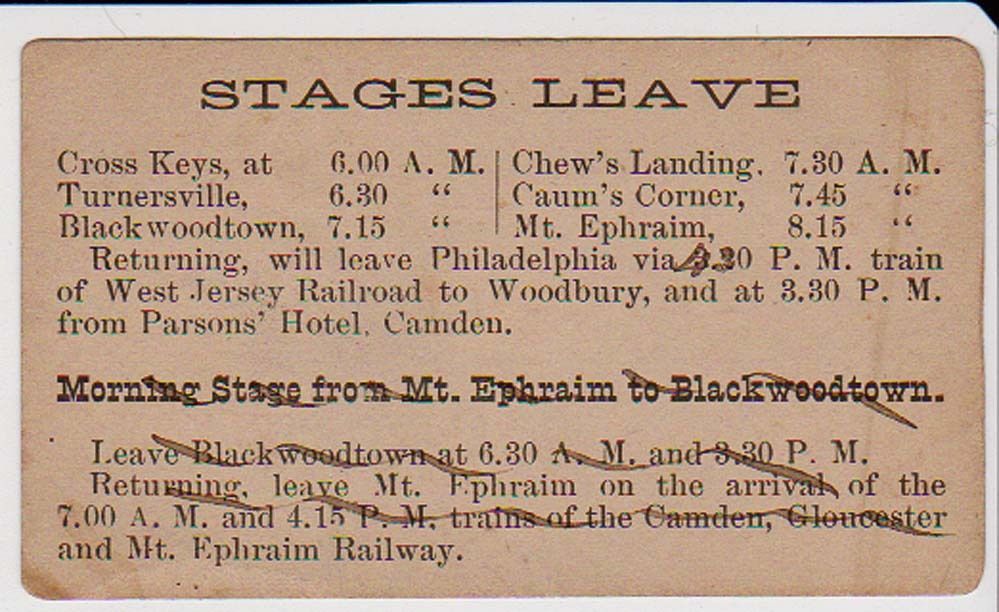 STAGES LEAVE
Cross Keys, at 6.00 A. M. | Chew's Landing, 7.30 A. M.
Turnersville, 6.30 “ | Caum's Corner, 7.45 “
Blackwoodtown, 7.15 “ | Mt. Ephraim, 8.15 “
Returning, will leave Philadelphia via P. M. train
of West Jersey Railroad to Woodbury, and at 3.30 P. M.
from Parsons' Hotel, Camden.
Morning Stage from Mt. Ephraim to Blackwoodtown.
Leave Blackwoodtown at 6.30 A. M. and 3.30 P. M.
Returning, leave Mt. Ephraim on the arrival of the
7.00 A. M. and 4.15 P. M. trains of the Camden, Gloucester
and Mt. Ephraim Railway.